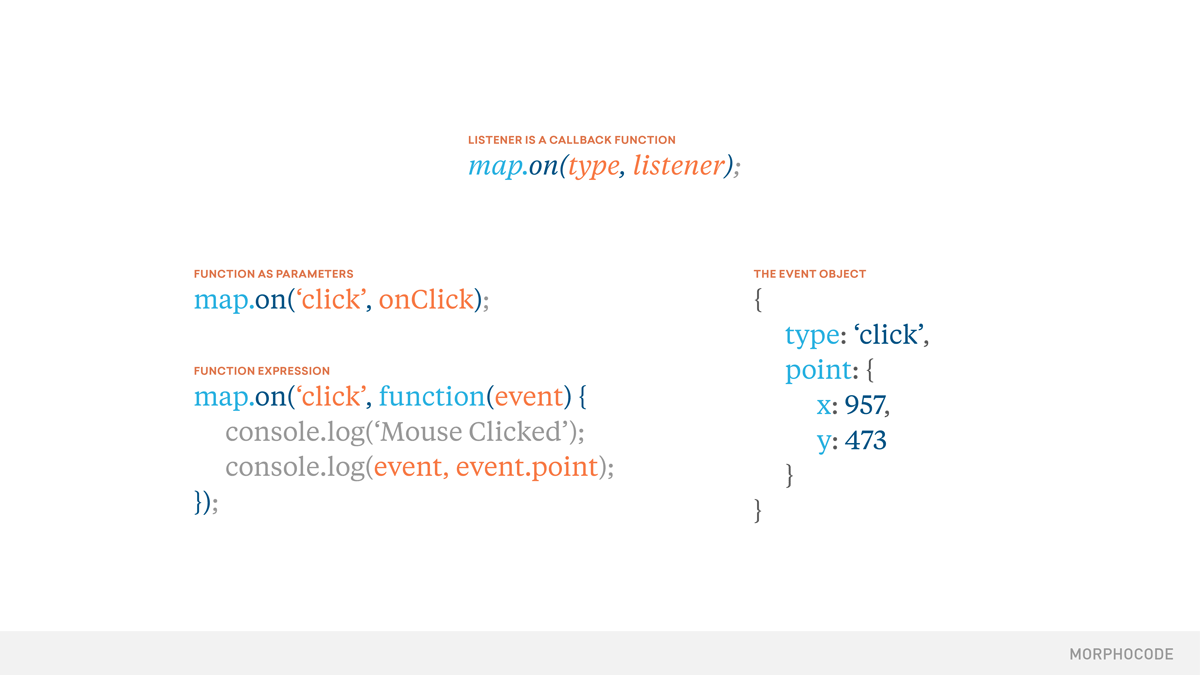 LISTENER IS A CALLBACK FUNCTION
map.on(type, listener);
FUNCTION AS PARAMETERS
map.on(‘click’, onClick);
FUNCTION EXPRESSION
map.on(‘click’, function(event) {
console.log(‘Mouse Clicked’);
console.log(event, event.point);
});
THE EVENT OBJECT
{
type: ‘click’,
point: {
x: 957,
y: 473
}
}
MORPHOCODE